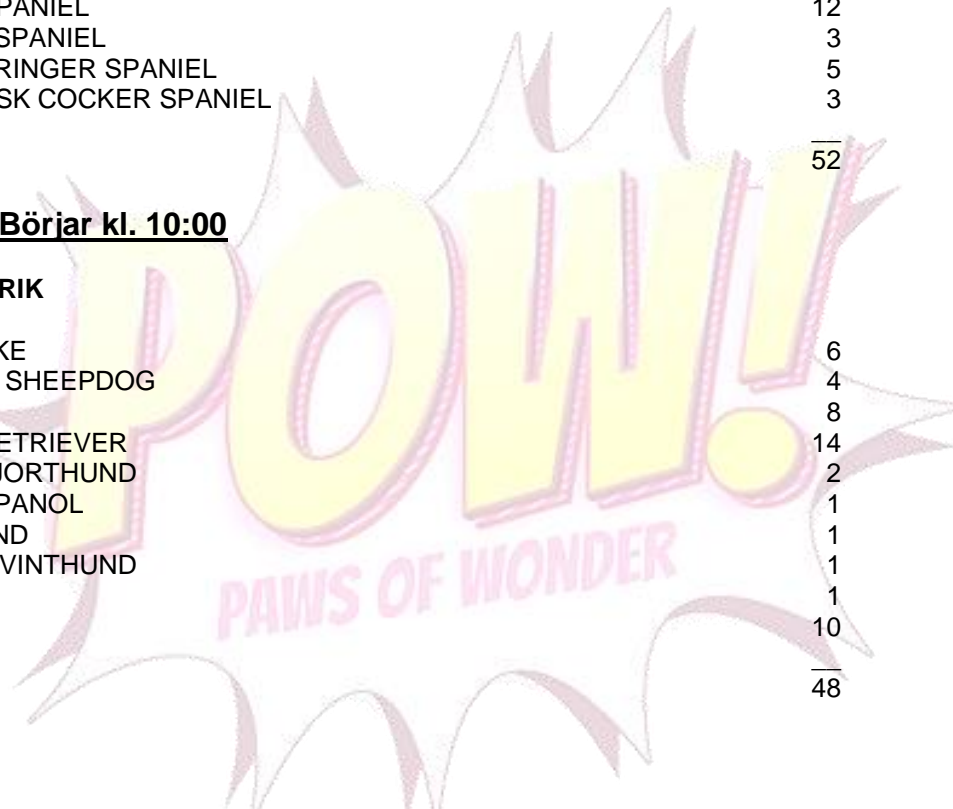 PANIEL 12
SPANIEL 3
RINGER SPANIEL 5
SK COCKER SPANIEL 3
52
Börjar kl. 10:00
RIK
KE 6
SHEEPDOG 4
8
ETRIEVER 14
JORTHUND 2
PANOL 1
ND 1
VINTHUND 1
1
10
48
POW!
PAWS OF WONDER